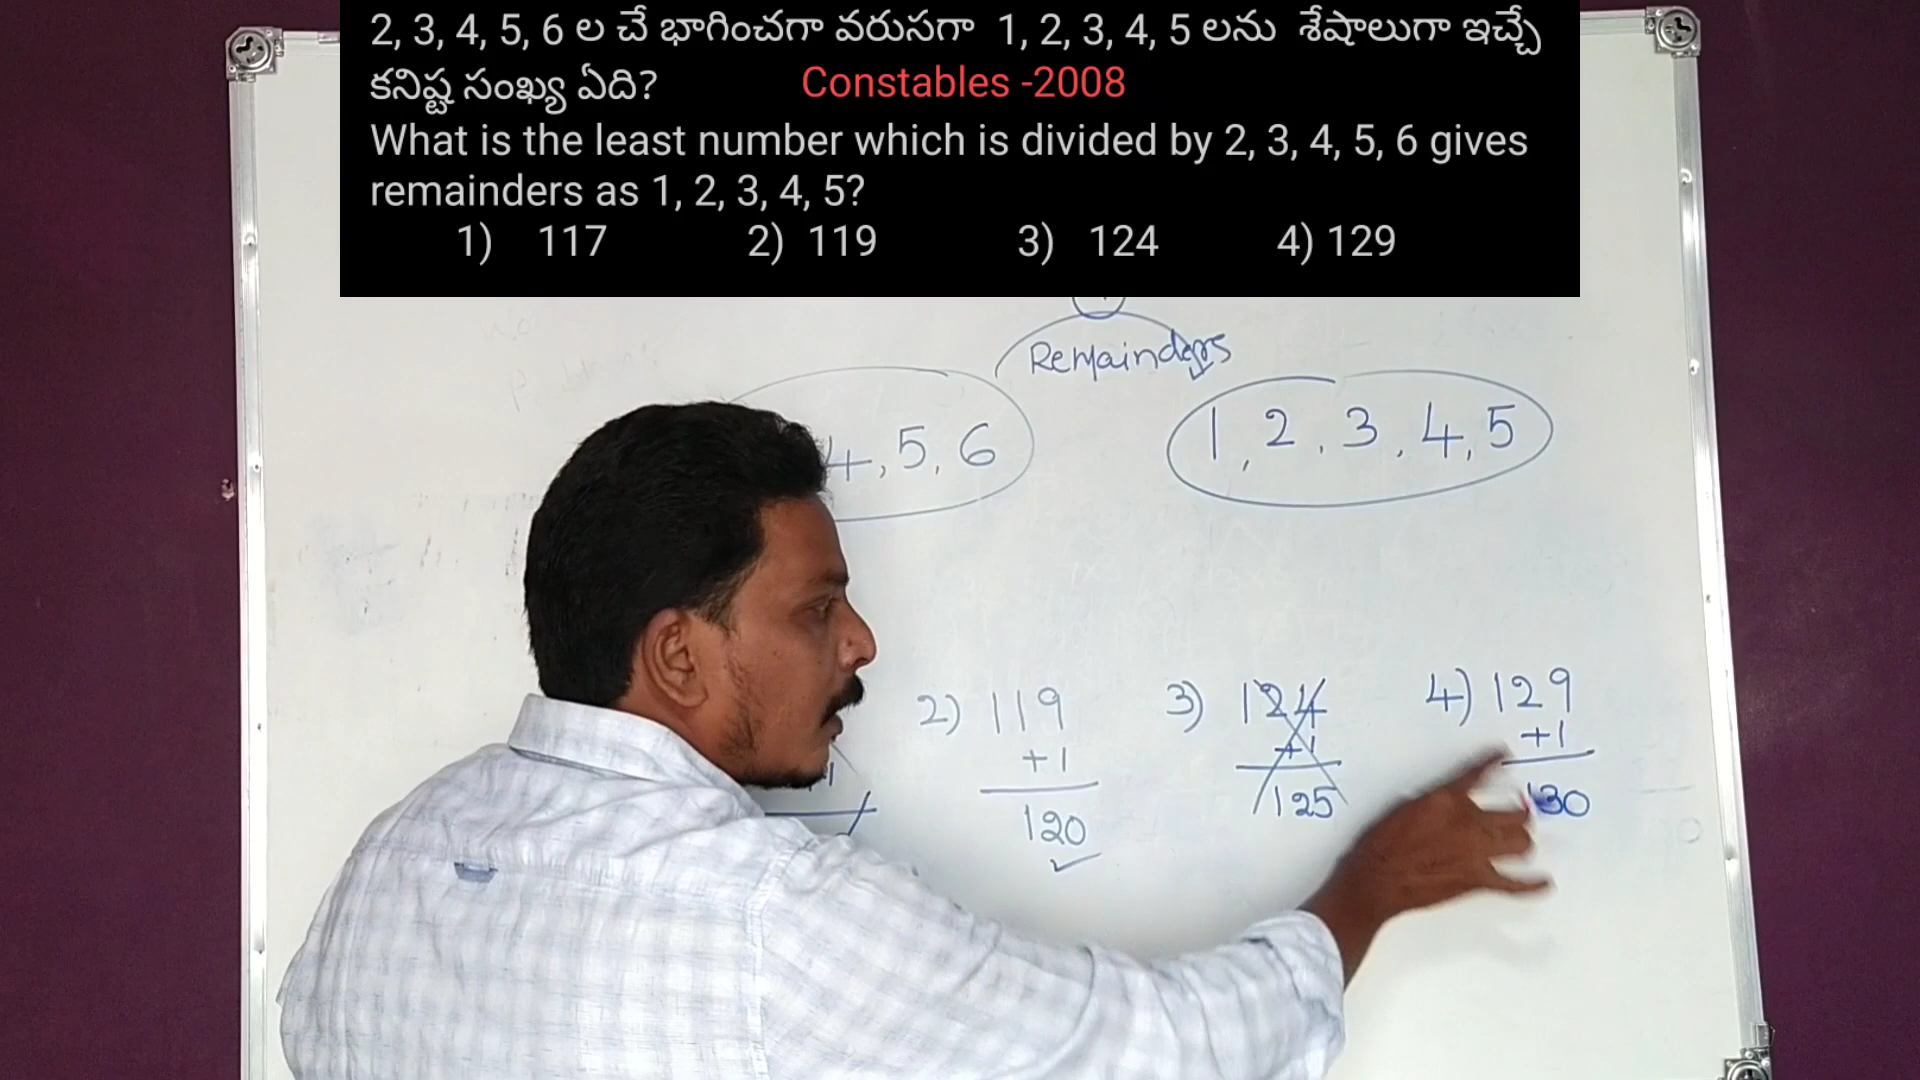 2, 3, 4, 5, 6 ల చే భాగించగా వరుసగా 1, 2, 3, 4, 5 లను శేషాలుగా ఇచ్చే
కనిష్ట సంఖ్య ఏది? Constables -2008
What is the least number which is divided by 2, 3, 4, 5, 6 gives
remainders as 1, 2, 3, 4, 5?
1) 117 2) 119 3) 124 4) 129
Remainders
4, 5, 6 1, 2, 3, 4, 5
2) 119 3) 124 4) 129
+1 +1 +1
120 125 130